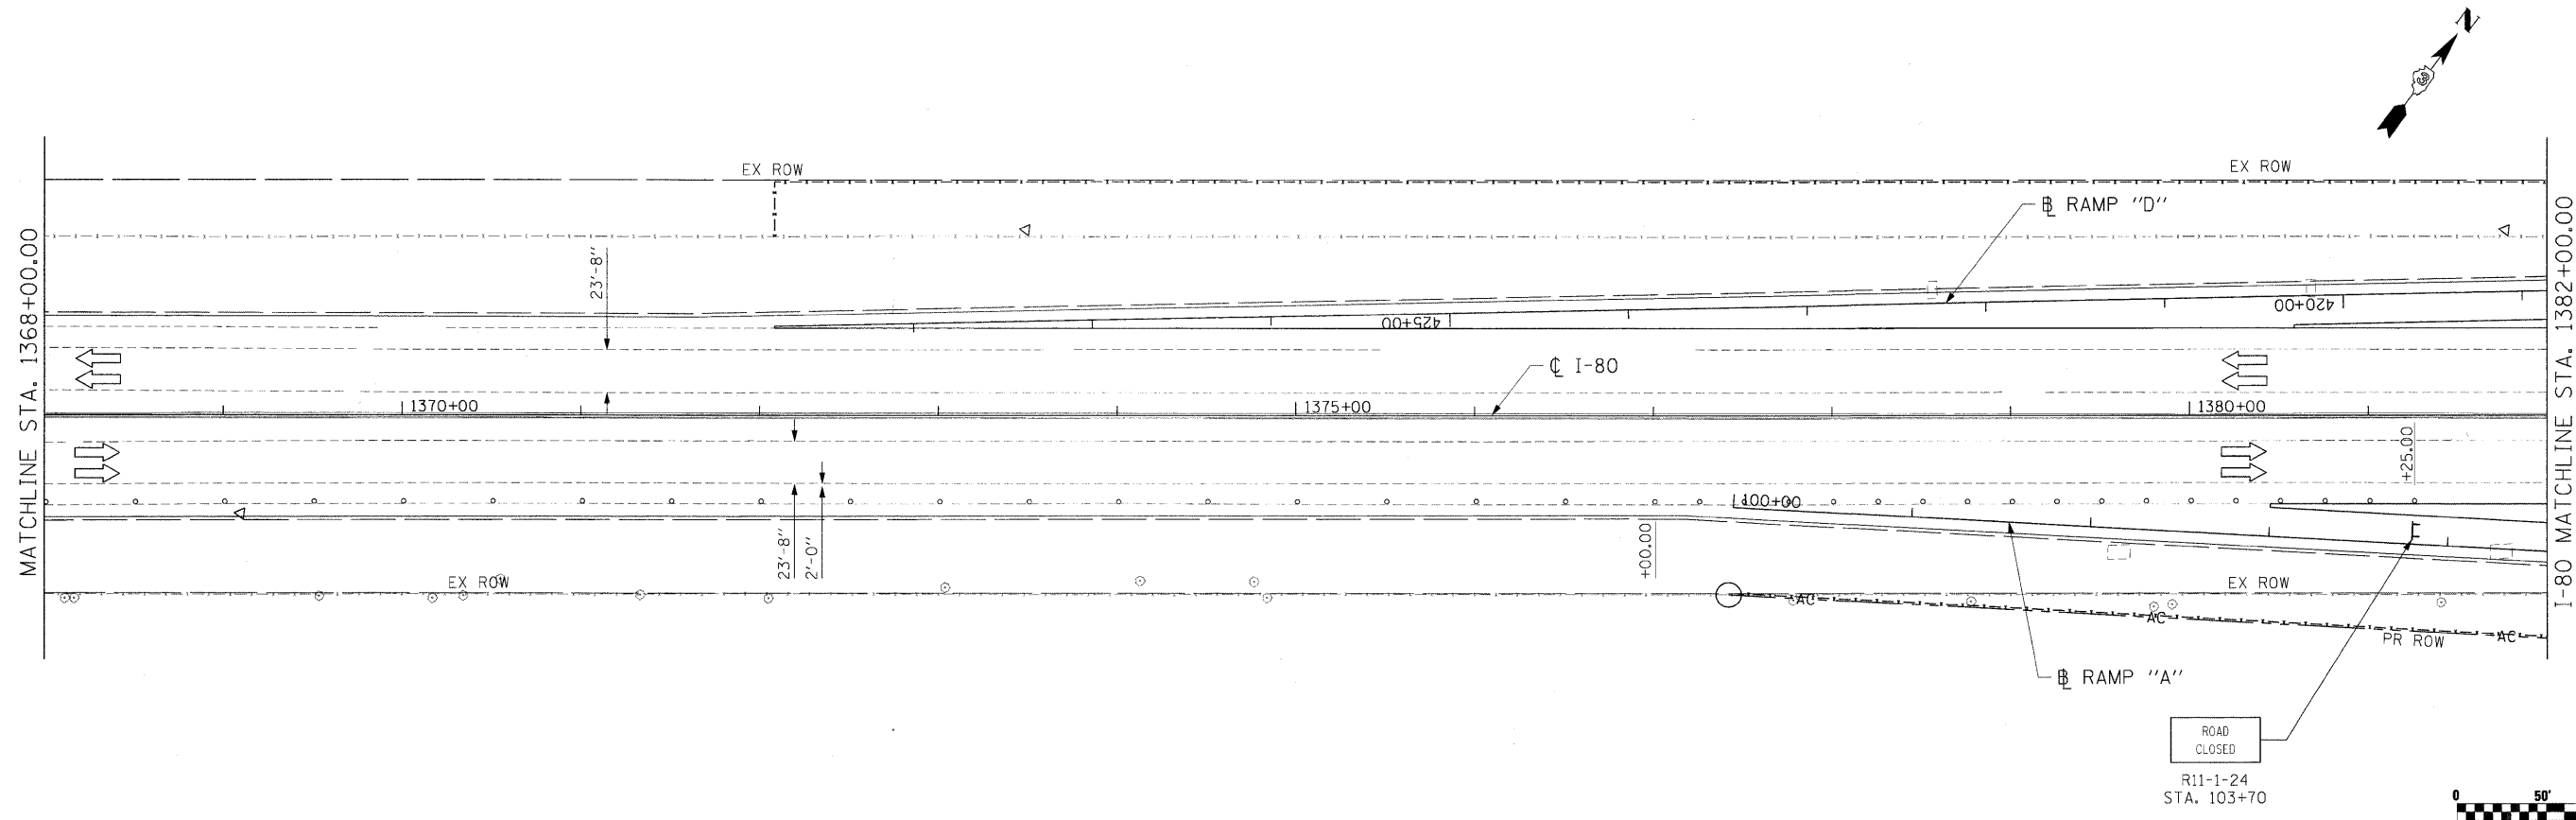 N
3
EX ROW
EX ROW
MATCHLINE STA. 1368+00.00
I-80 MATCHLINE STA. 1382+00.00
℄ RAMP "D"
23'-8"
425+00
420+00
℄ I-80
1370+00
1375+00
1380+00
+25.00
100+00
23'-8"
2'-0"
+00.00
EX ROW
EX ROW
AC
AC
AC
PR ROW
℄ RAMP "A"
ROAD
CLOSED
R11-1-24
STA. 103+70
0 50'